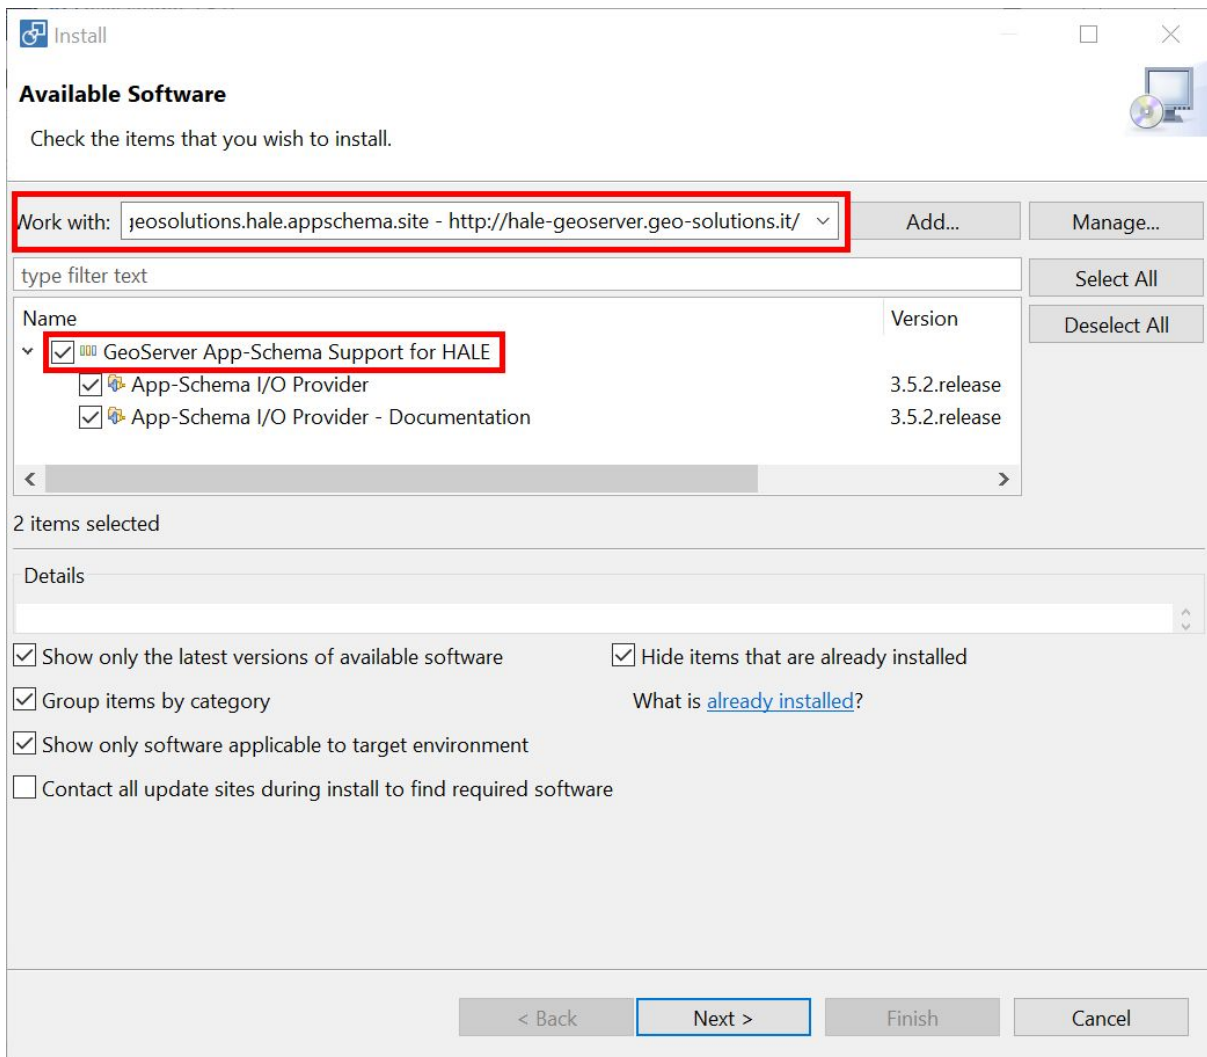 Install
Available Software
Check the items that you wish to install.
Work with: geosolutions.hale.appschema.site - http://hale-geoserver.geo-solutions.it/ Add... Manage...
type filter text Select All
Name Version Deselect All
GeoServer App-Schema Support for HALE
App-Schema I/O Provider 3.5.2.release
App-Schema I/O Provider - Documentation 3.5.2.release
2 items selected
Details
Show only the latest versions of available software Hide items that are already installed
Group items by category What is already installed?
Show only software applicable to target environment
Contact all update sites during install to find required software
< Back Next > Finish Cancel